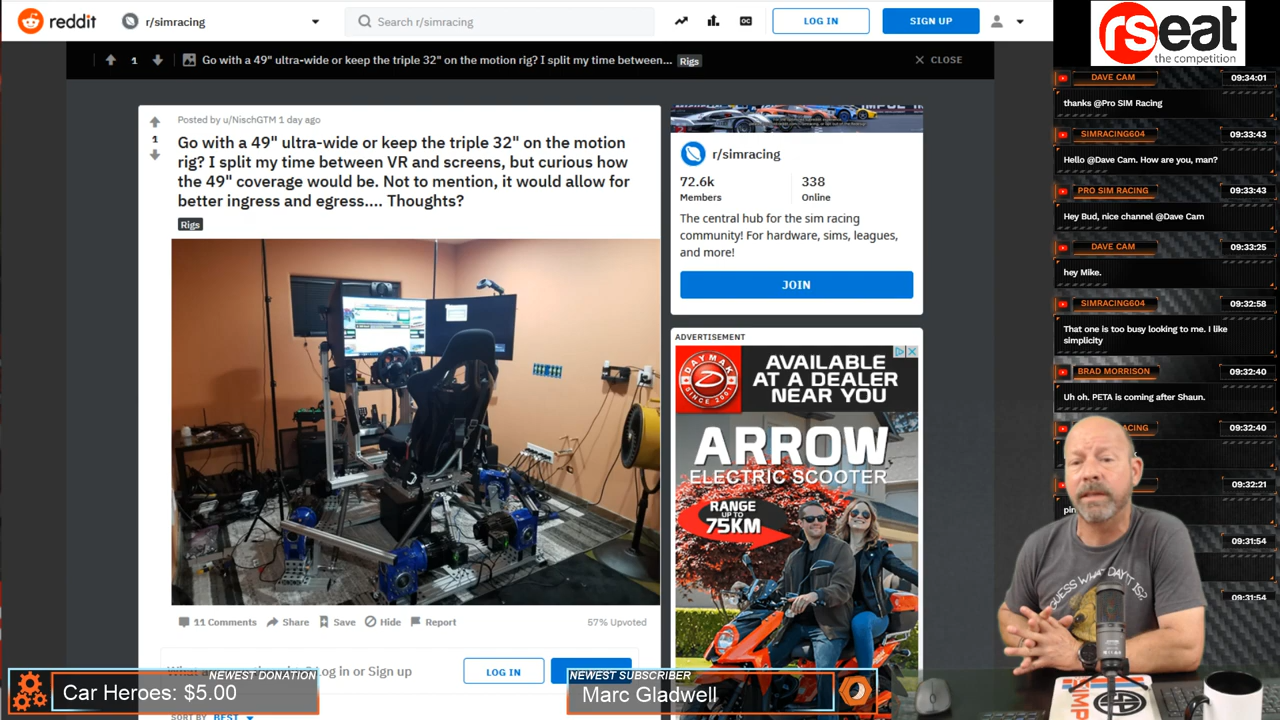 reddit
r/simracing
Search r/simracing
OC
LOG IN
SIGN UP
1
Go with a 49" ultra-wide or keep the triple 32" on the motion rig? I split my time between...
Rigs
CLOSE
Posted by u/NischGTM 1 day ago
1
Go with a 49" ultra-wide or keep the triple 32" on the motion
rig? I split my time between VR and screens, but curious how
the 49" coverage would be. Not to mention, it would allow for
better ingress and egress.... Thoughts?
Rigs
11 Comments
Share
Save
Hide
Report
57% Upvoted
Log in or Sign up
LOG IN
SORT BY BEST
r/simracing
72.6k
Members
338
Online
The central hub for the sim racing
community! For hardware, sims, leagues,
and more!
JOIN
ADVERTISEMENT
DAYMAK
SINCE 2001
AVAILABLE
AT A DEALER
NEAR YOU
ARROW
ELECTRIC SCOOTER
RANGE
UP TO
75KM
rseat
the competition
DAVE CAM
09:34:01
thanks @Pro SIM Racing
SIMRACING604
09:33:43
Hello @Dave Cam. How are you, man?
PRO SIM RACING
09:33:43
Hey Bud, nice channel @Dave Cam
DAVE CAM
09:33:25
hey Mike.
SIMRACING604
09:32:58
That one is too busy looking to me. I like
simplicity
BRAD MORRISON
09:32:40
Uh oh. PETA is coming after Shaun.
09:32:40
09:32:21
09:31:54
09:31:54
GUESS WHAT DAY IT IS?
NEWEST DONATION
Car Heroes: $5.00
NEWEST SUBSCRIBER
Marc Gladwell